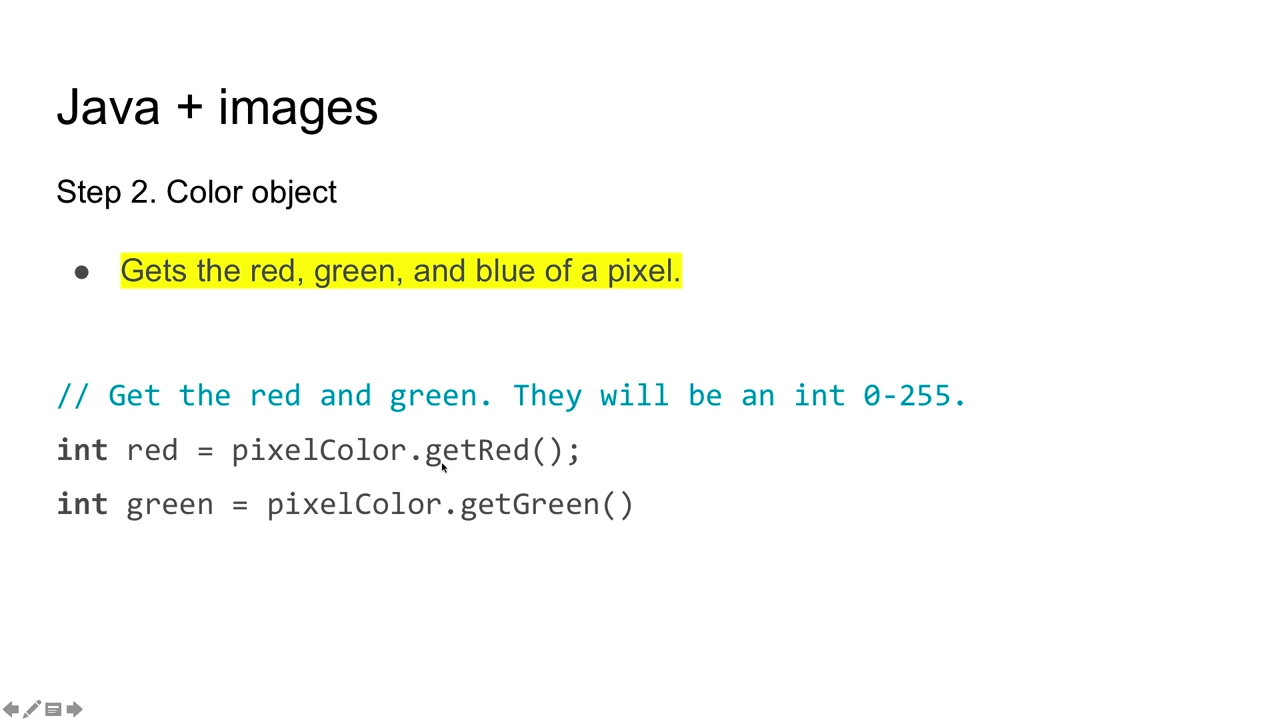 Java + images
Step 2. Color object
● Gets the red, green, and blue of a pixel.
// Get the red and green. They will be an int 0-255.
int red = pixelColor.getRed();
int green = pixelColor.getGreen()